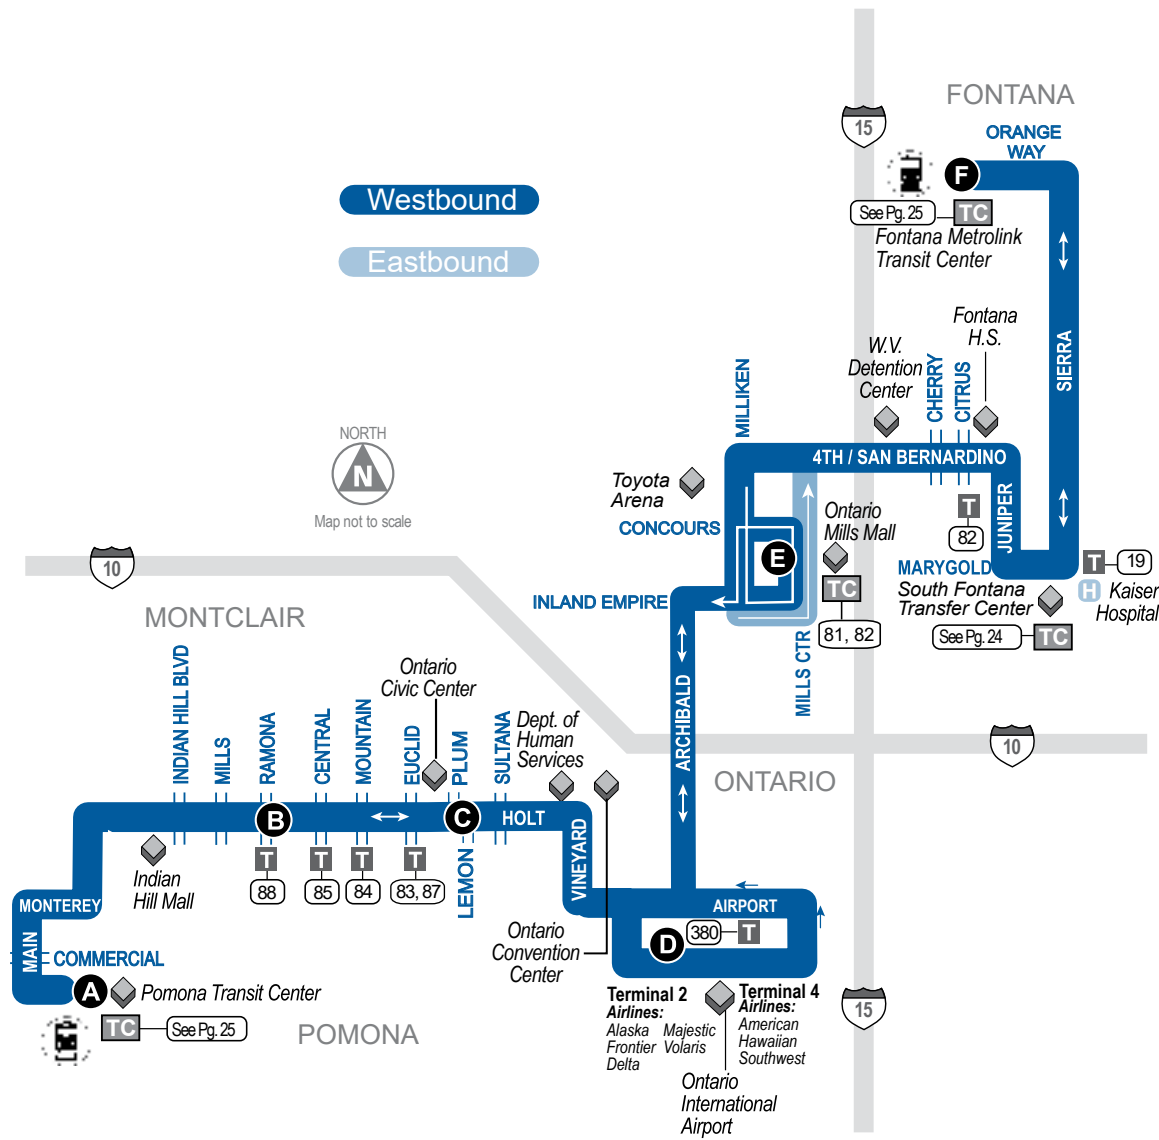 FONTANA
15
ORANGE
WAY
F
Westbound
See Pg. 25
TC
Fontana Metrolink
Transit Center
Eastbound
Fontana
H.S.
W.V.
Detention
Center
CHERRY
CITRUS
SIERRA
MILLIKEN
NORTH
N
Map not to scale
4TH / SAN BERNARDINO
Toyota
Arena
CONCOURS
Ontario
Mills Mall
T
82
JUNIPER
E
10
MARYGOLD
T
19
South Fontana
Transfer Center
H
Kaiser
Hospital
INLAND EMPIRE
TC
81, 82
See Pg. 24
TC
MONTCLAIR
MILLS CTR
ARCHIBALD
Ontario
Civic Center
INDIAN HILL BLVD
MILLS
RAMONA
CENTRAL
MOUNTAIN
EUCLID
PLUM
SULTANA
Dept. of
Human
Services
10
ONTARIO
B
C
HOLT
VINEYARD
T
T
T
T
88
85
84
83, 87
LEMON
Indian
Hill Mall
MONTEREY
AIRPORT
MAIN
COMMERCIAL
D
380
T
Ontario
Convention
Center
A
Pomona Transit Center
TC
See Pg. 25
POMONA
15
Terminal 2
Airlines:
Alaska
Majestic
Frontier
Volaris
Delta
Terminal 4
Airlines:
American
Hawaiian
Southwest
Ontario
International
Airport